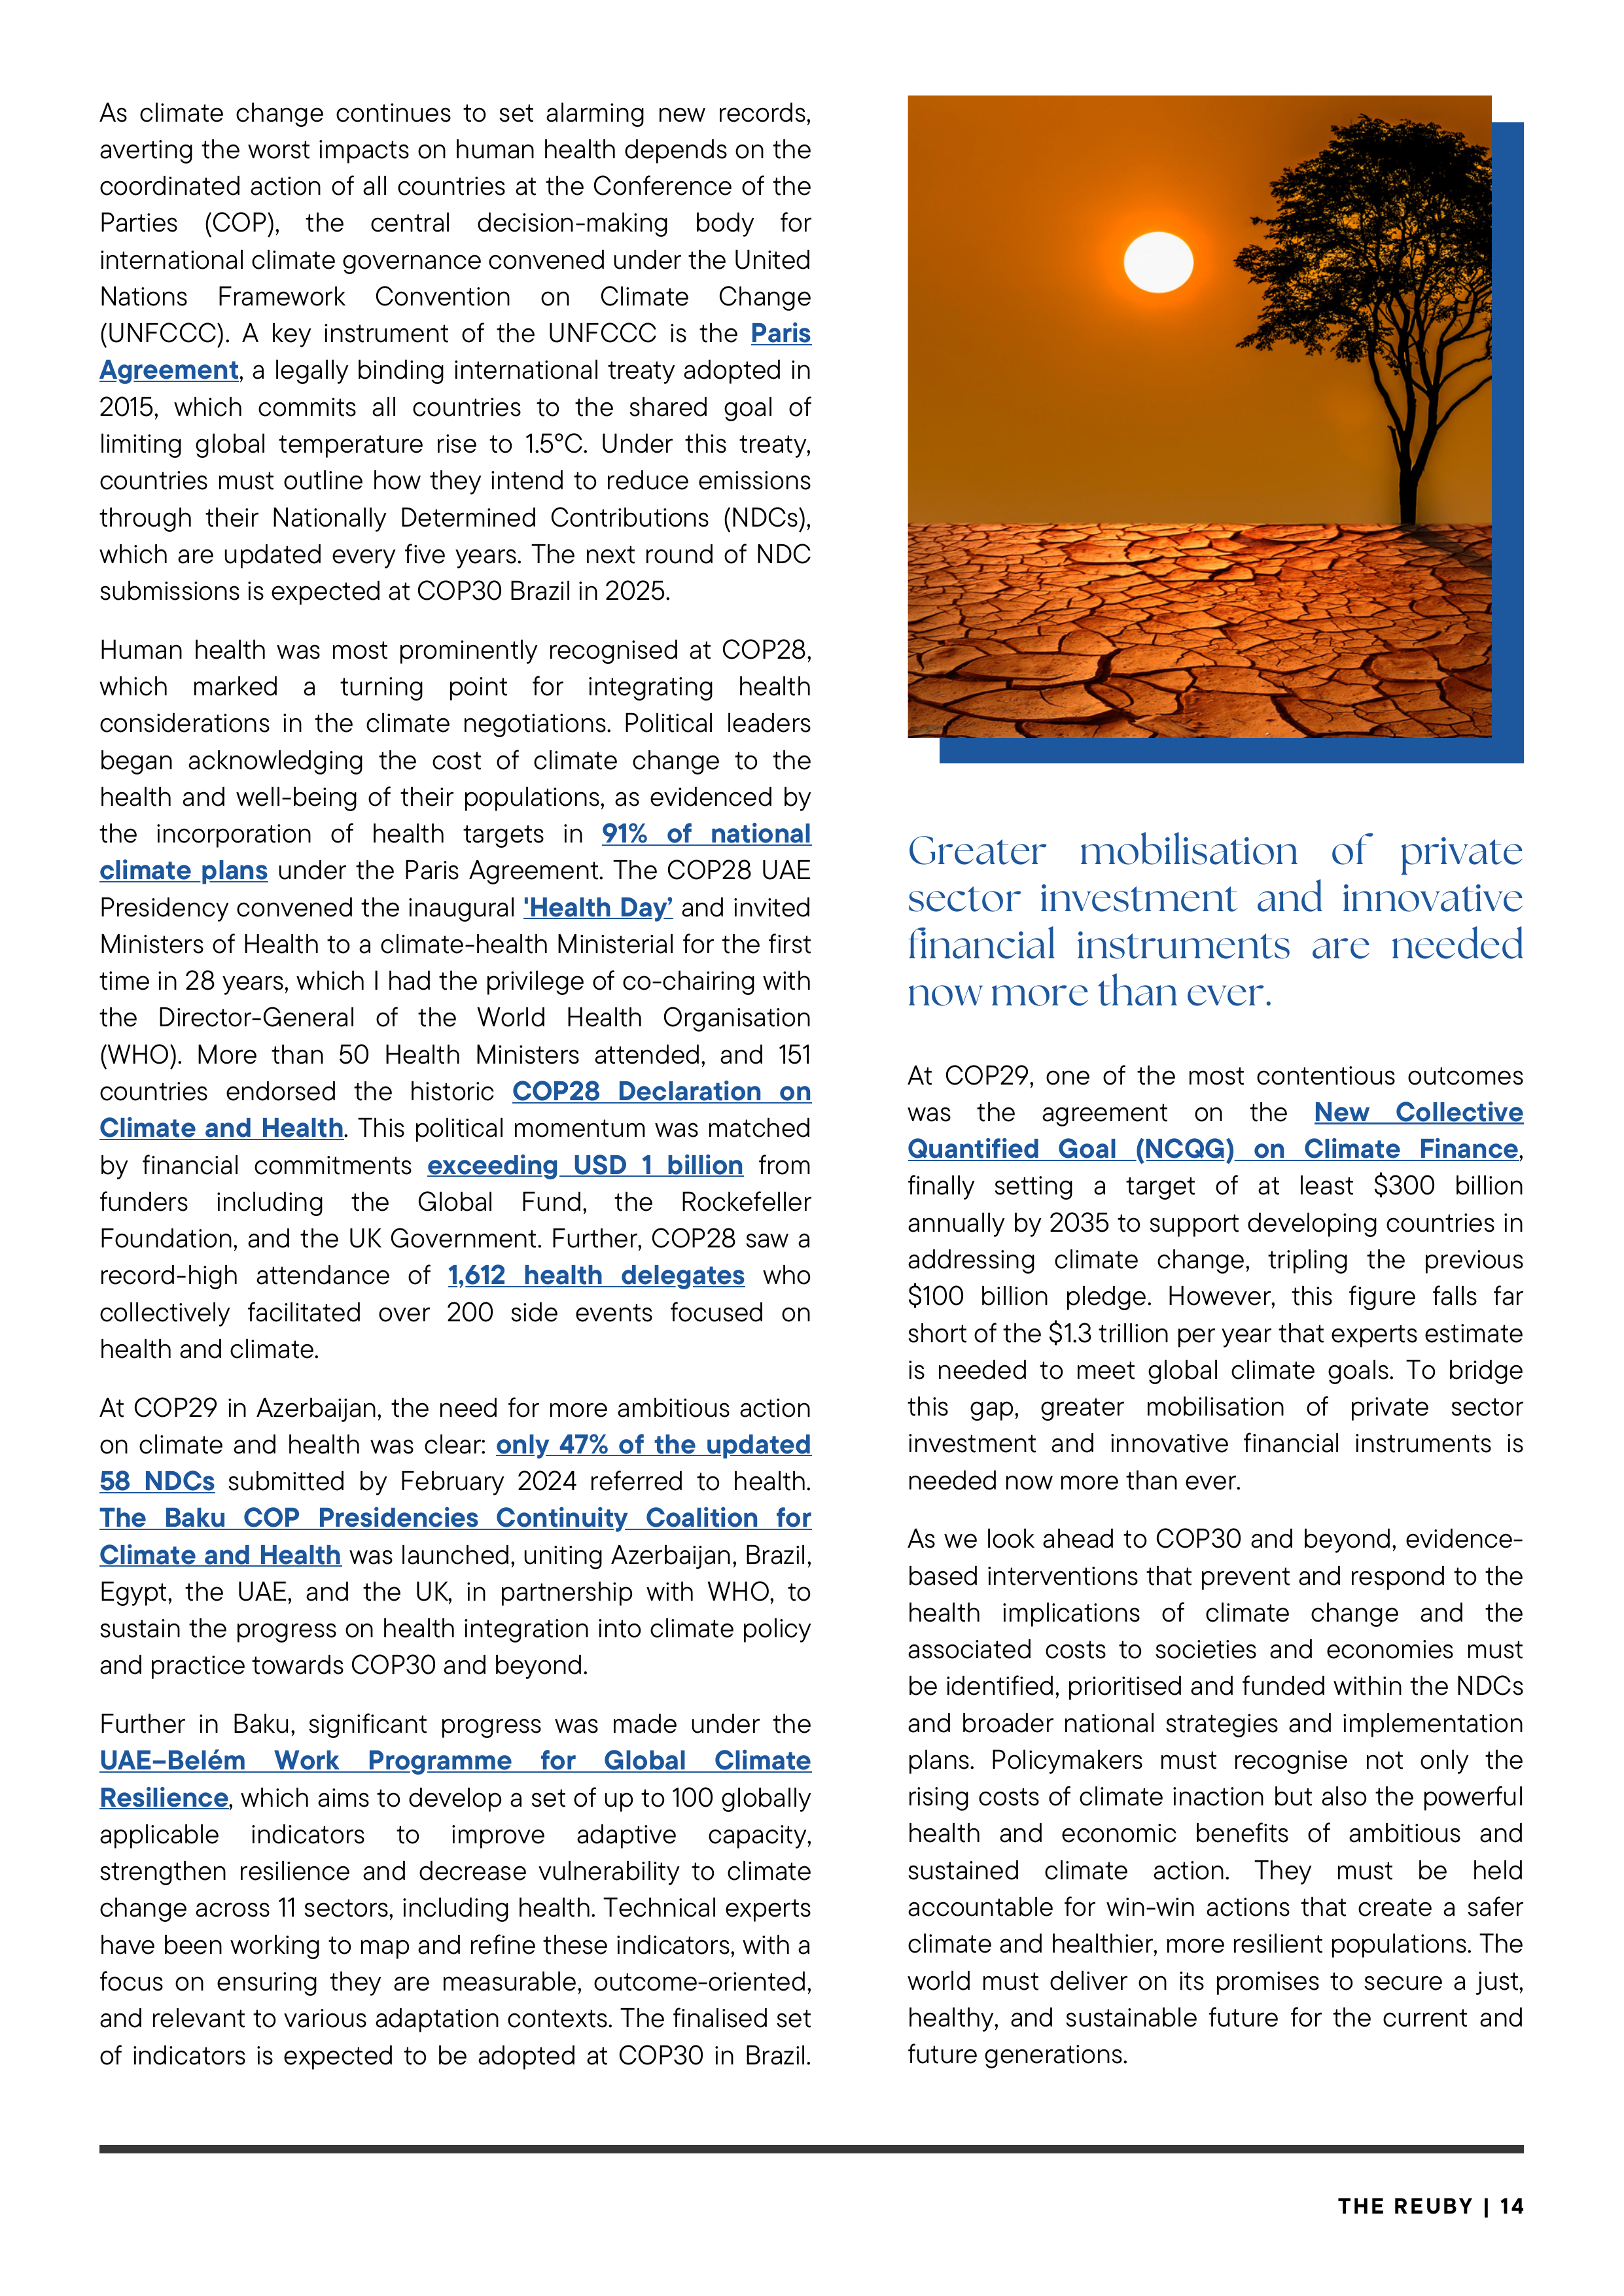 As climate change continues to set alarming new records,
averting the worst impacts on human health depends on the
coordinated action of all countries at the Conference of the
Parties (COP), the central decision-making body for
international climate governance convened under the United
Nations Framework Convention on Climate Change
(UNFCCC). A key instrument of the UNFCCC is the Paris
Agreement, a legally binding international treaty adopted in
2015, which commits all countries to the shared goal of
limiting global temperature rise to 1.5°C. Under this treaty,
countries must outline how they intend to reduce emissions
through their Nationally Determined Contributions (NDCs),
which are updated every five years. The next round of NDC
submissions is expected at COP30 Brazil in 2025.
Human health was most prominently recognised at COP28,
which marked a turning point for integrating health
considerations in the climate negotiations. Political leaders
began acknowledging the cost of climate change to the
health and well-being of their populations, as evidenced by
the incorporation of health targets in 91% of national
climate plans under the Paris Agreement. The COP28 UAE
Presidency convened the inaugural 'Health Day’ and invited
Ministers of Health to a climate-health Ministerial for the first
time in 28 years, which I had the privilege of co-chairing with
the Director-General of the World Health Organisation
(WHO). More than 50 Health Ministers attended, and 151
countries endorsed the historic COP28 Declaration on
Climate and Health. This political momentum was matched
by financial commitments exceeding USD 1 billion from
funders including the Global Fund, the Rockefeller
Foundation, and the UK Government. Further, COP28 saw a
record-high attendance of 1,612 health delegates who
collectively facilitated over 200 side events focused on
health and climate.
At COP29 in Azerbaijan, the need for more ambitious action
on climate and health was clear: only 47% of the updated
58 NDCs submitted by February 2024 referred to health.
The Baku COP Presidencies Continuity Coalition for
Climate and Health was launched, uniting Azerbaijan, Brazil,
Egypt, the UAE, and the UK, in partnership with WHO, to
sustain the progress on health integration into climate policy
and practice towards COP30 and beyond.
Further in Baku, significant progress was made under the
UAE–Belém Work Programme for Global Climate
Resilience, which aims to develop a set of up to 100 globally
applicable indicators to improve adaptive capacity,
strengthen resilience and decrease vulnerability to climate
change across 11 sectors, including health. Technical experts
have been working to map and refine these indicators, with a
focus on ensuring they are measurable, outcome-oriented,
and relevant to various adaptation contexts. The finalised set
of indicators is expected to be adopted at COP30 in Brazil.
Greater mobilisation of private
sector investment and innovative
financial instruments are needed
now more than ever.
At COP29, one of the most contentious outcomes
was the agreement on the New Collective
Quantified Goal (NCQG) on Climate Finance,
finally setting a target of at least $300 billion
annually by 2035 to support developing countries in
addressing climate change, tripling the previous
$100 billion pledge. However, this figure falls far
short of the $1.3 trillion per year that experts estimate
is needed to meet global climate goals. To bridge
this gap, greater mobilisation of private sector
investment and innovative financial instruments is
needed now more than ever.
As we look ahead to COP30 and beyond, evidence-
based interventions that prevent and respond to the
health implications of climate change and the
associated costs to societies and economies must
be identified, prioritised and funded within the NDCs
and broader national strategies and implementation
plans. Policymakers must recognise not only the
rising costs of climate inaction but also the powerful
health and economic benefits of ambitious and
sustained climate action. They must be held
accountable for win-win actions that create a safer
climate and healthier, more resilient populations. The
world must deliver on its promises to secure a just,
healthy, and sustainable future for the current and
future generations.
THE REUBY | 14